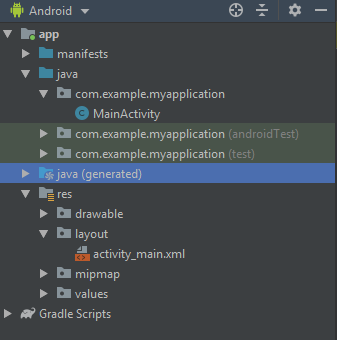 Android
app
manifests
java
com.example.myapplication
MainActivity
com.example.myapplication (androidTest)
com.example.myapplication (test)
java (generated)
res
drawable
layout
activity_main.xml
mipmap
values
Gradle Scripts